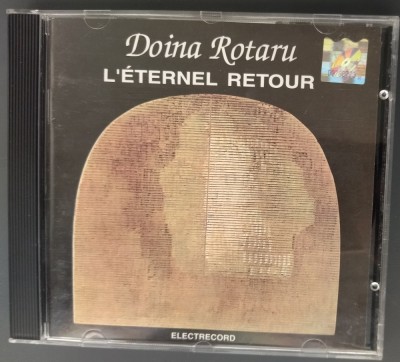 Doina Rotaru
L'ÉTERNEL RETOUR
ELECTRECORD